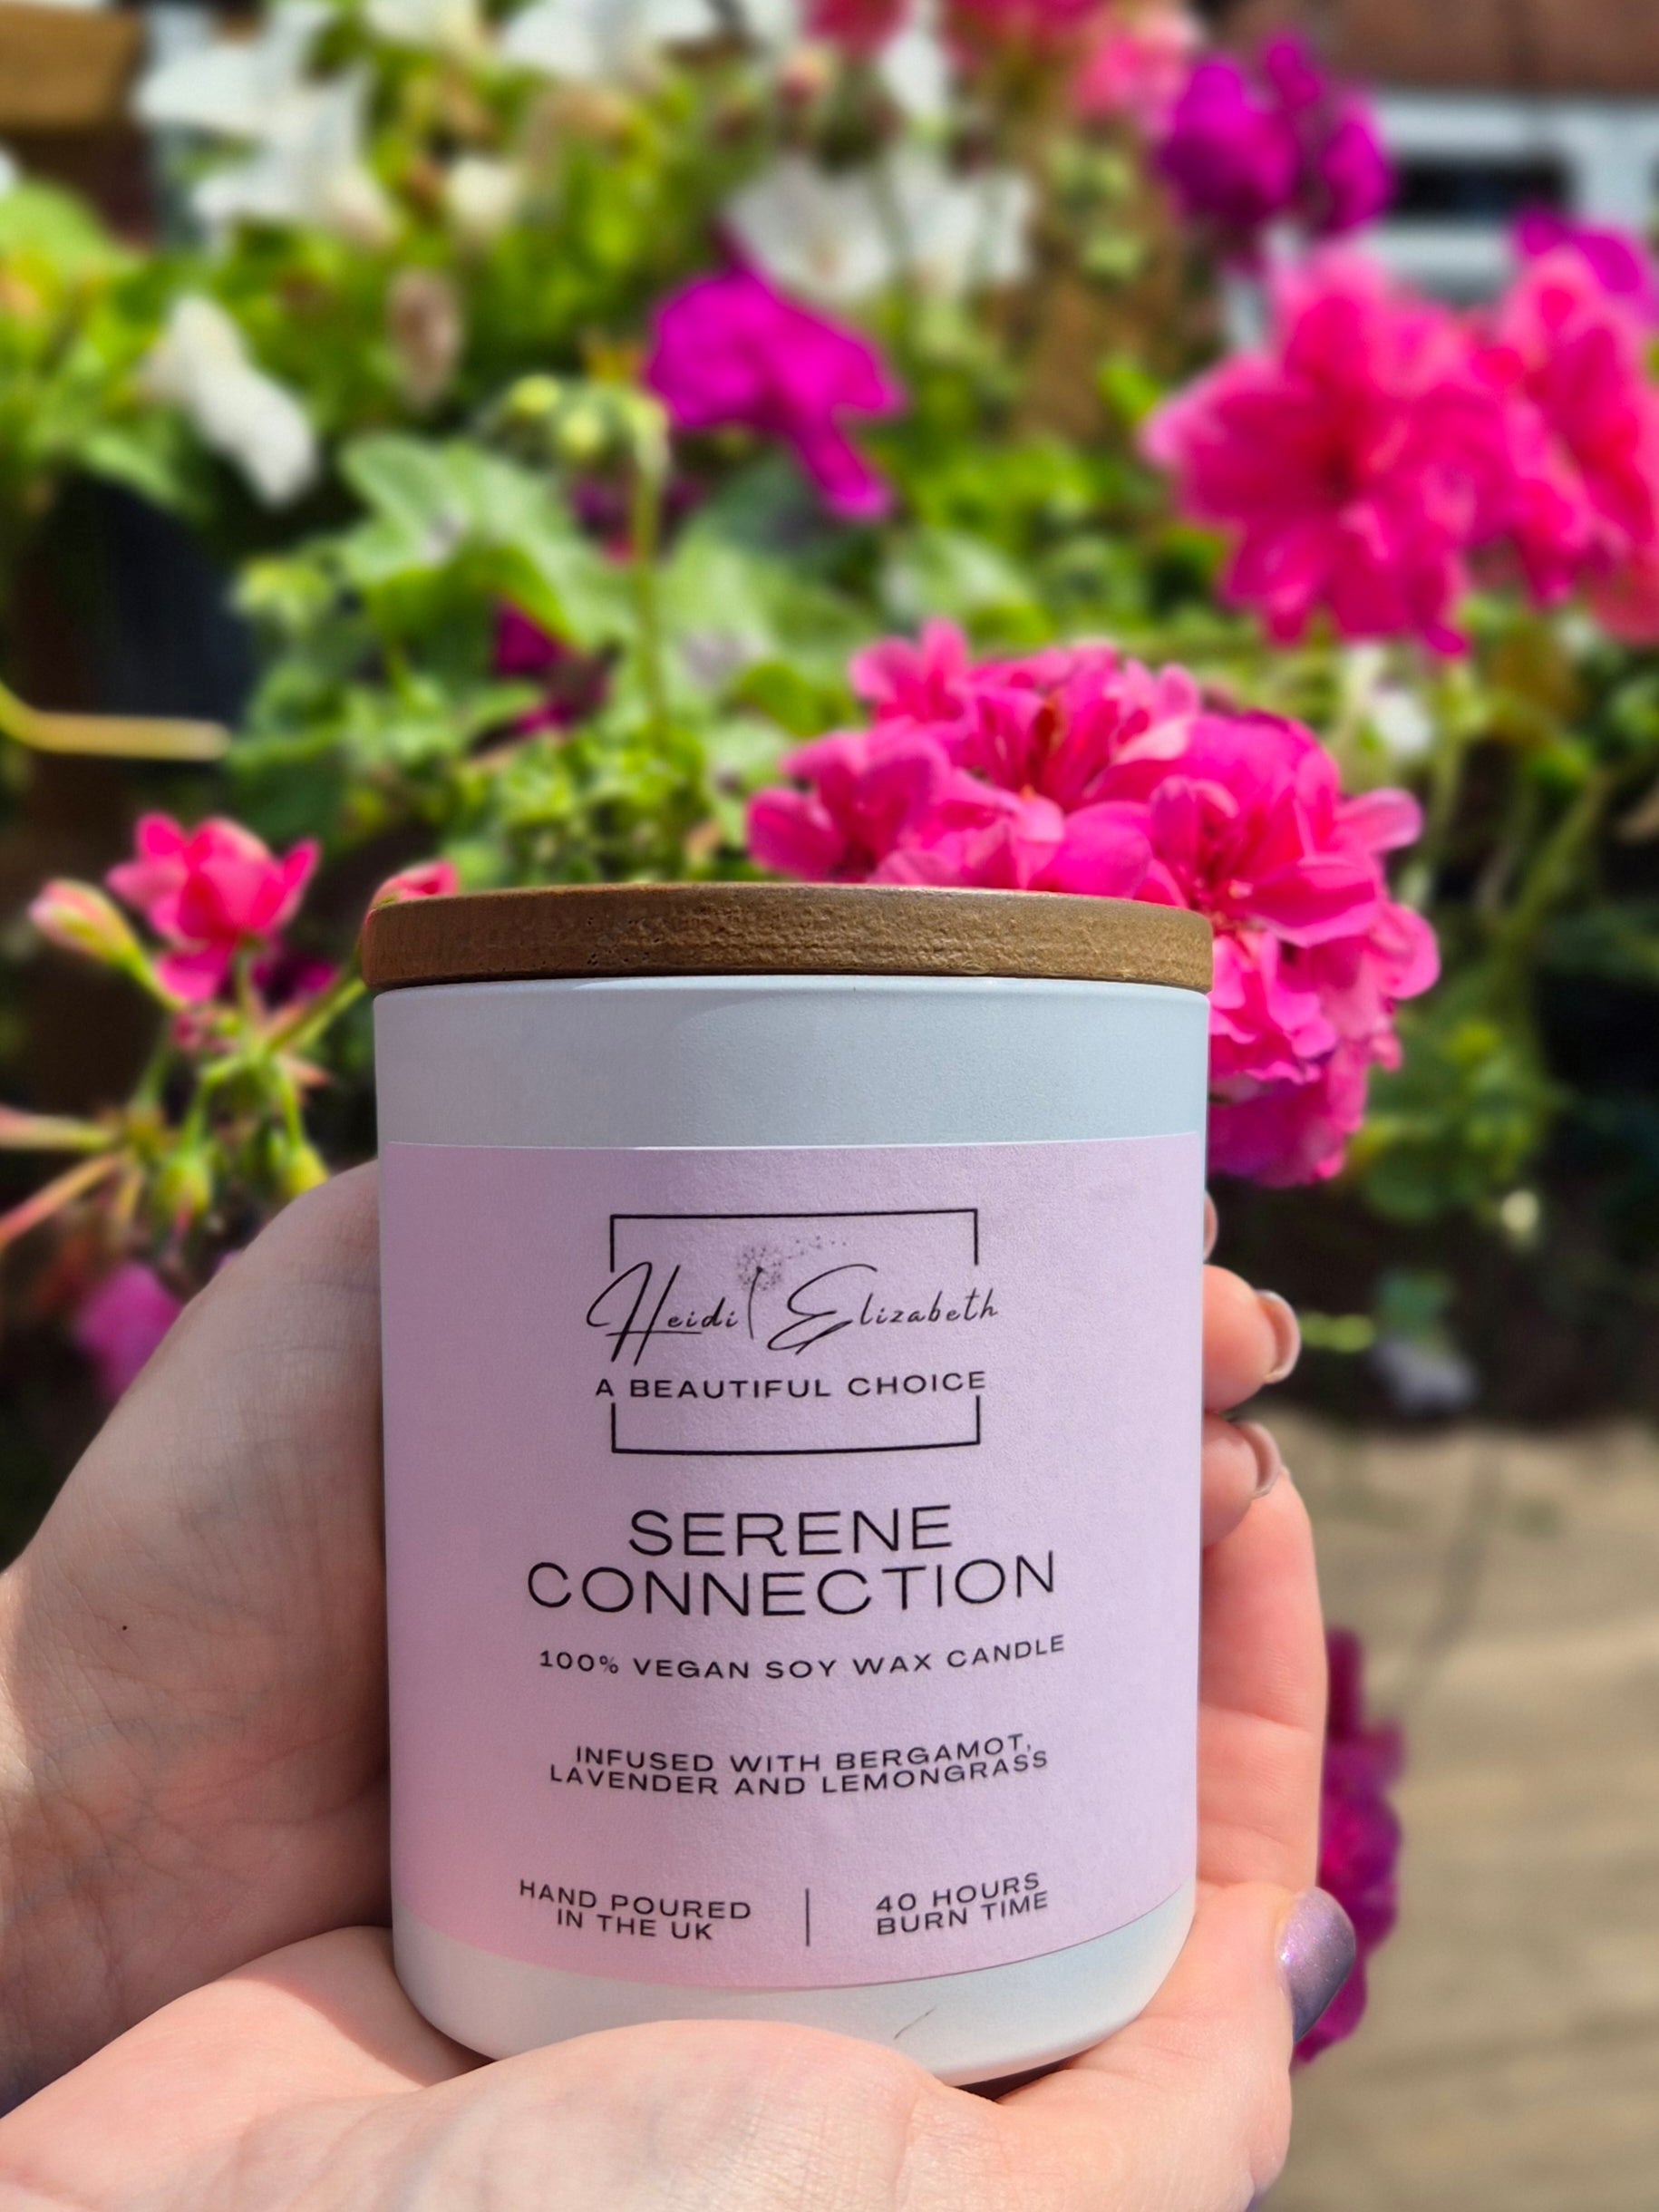 Heidi Elizabeth
A BEAUTIFUL CHOICE
SERENE
CONNECTION
100% VEGAN SOY WAX CANDLE
INFUSED WITH BERGAMOT,
LAVENDER AND LEMONGRASS
HAND POURED
IN THE UK
40 HOURS
BURN TIME